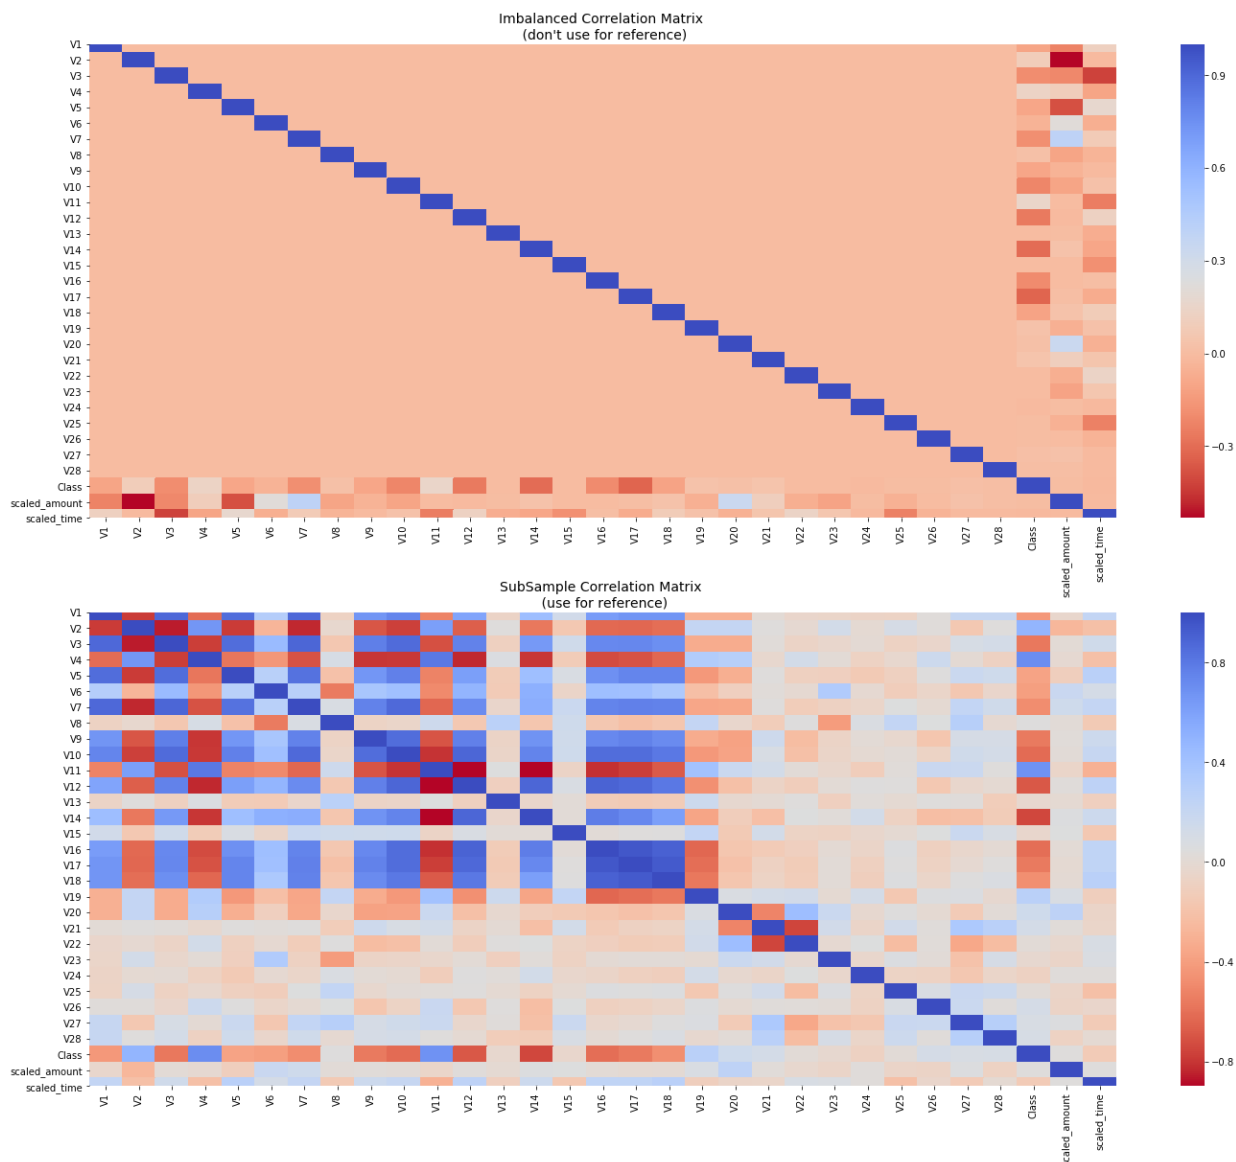 Imbalanced Correlation Matrix
(don't use for reference)
V1
V2
V3
V4
V5
V6
V7
V8
V9
V10
V11
V12
V13
V14
V15
V16
V17
V18
V19
V20
V21
V22
V23
V24
V25
V26
V27
V28
Class
scaled_amount
scaled_time
V1
V2
V3
V4
V5
V6
V7
V8
V9
V10
V11
V12
V13
V14
V15
V16
V17
V18
V19
V20
V21
V22
V23
V24
V25
V26
V27
V28
Class
scaled_amount
scaled_time
0.9
0.6
0.3
0.0
−0.3
SubSample Correlation Matrix
(use for reference)
V1
V2
V3
V4
V5
V6
V7
V8
V9
V10
V11
V12
V13
V14
V15
V16
V17
V18
V19
V20
V21
V22
V23
V24
V25
V26
V27
V28
Class
scaled_amount
scaled_time
V1
V2
V3
V4
V5
V6
V7
V8
V9
V10
V11
V12
V13
V14
V15
V16
V17
V18
V19
V20
V21
V22
V23
V24
V25
V26
V27
V28
Class
caled_amount
scaled_time
0.8
0.4
0.0
−0.4
−0.8